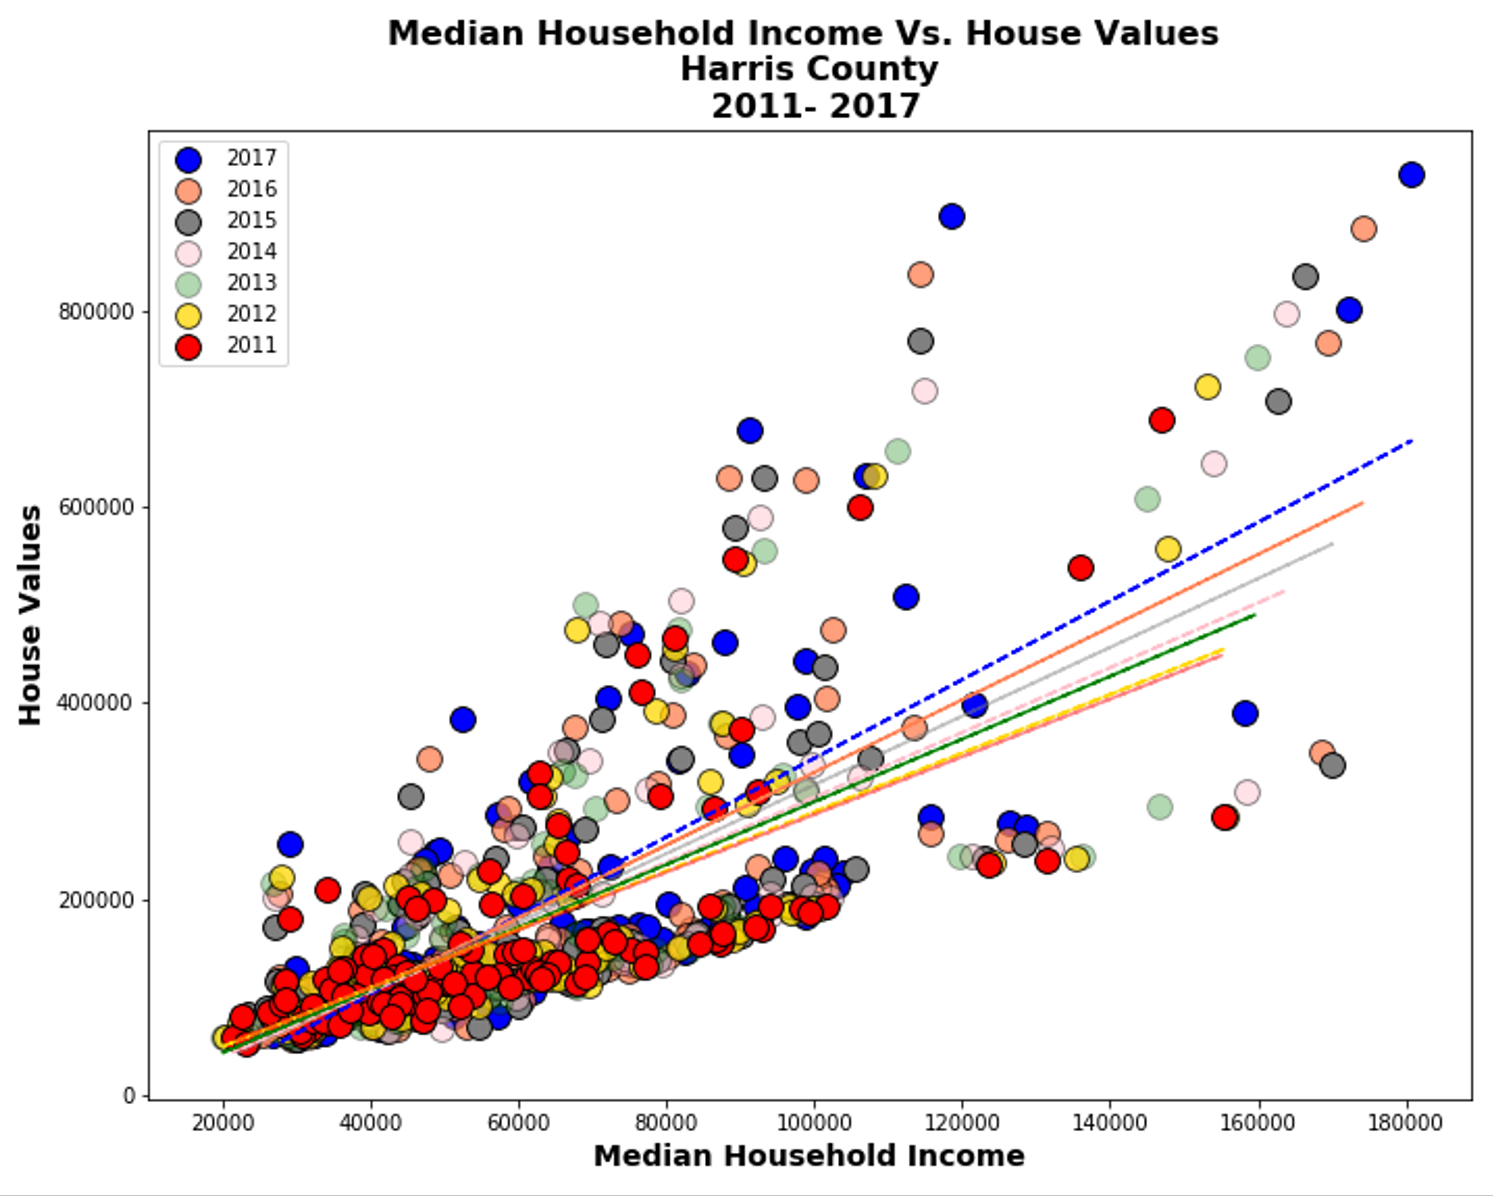 Median Household Income Vs. House Values
Harris County
2011- 2017
2017
2016
2015
2014
2013
2012
2011
House Values
800000
600000
400000
200000
0
20000 40000 60000 80000 100000 120000 140000 160000 180000
Median Household Income